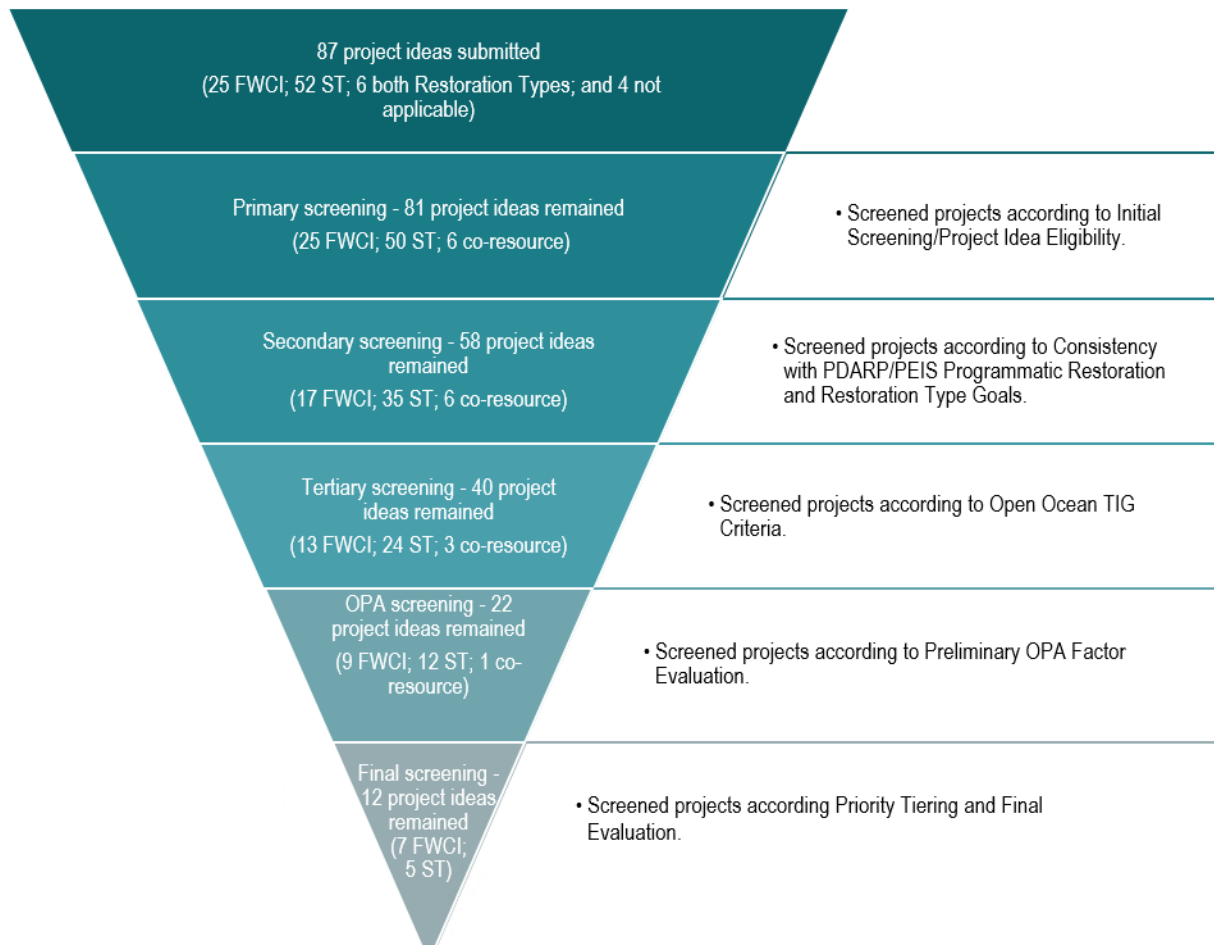 87 project ideas submitted
(25 FWCI; 52 ST; 6 both Restoration Types; and 4 not
applicable)
Primary screening - 81 project ideas remained
(25 FWCI; 50 ST; 6 co-resource)
• Screened projects according to Initial
Screening/Project Idea Eligibility.
Secondary screening - 58 project ideas
remained
(17 FWCI; 35 ST; 6 co-resource)
• Screened projects according to Consistency
with PDARP/PEIS Programmatic Restoration
and Restoration Type Goals.
Tertiary screening - 40 project
ideas remained
(13 FWCI; 24 ST; 3 co-resource)
• Screened projects according to Open Ocean TIG
Criteria.
OPA screening - 22
project ideas remained
(9 FWCI; 12 ST; 1 co-
resource)
• Screened projects according to Preliminary OPA Factor
Evaluation.
Final screening -
12 project ideas
remained
(7 FWCI;
5 ST)
• Screened projects according Priority Tiering and Final
Evaluation.